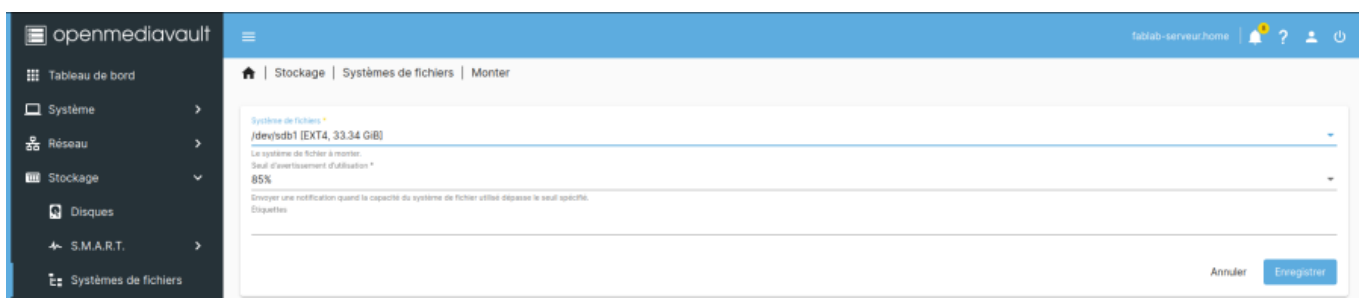 openmediavault
fablab-serveur.home
Tableau de bord
Stockage | Systèmes de fichiers | Monter
Système
Réseau
Stockage
Disques
S.M.A.R.T.
Systèmes de fichiers
Système de fichiers *
/dev/sdb1 [EXT4, 33.34 GiB]
Le système de fichier à monter.
Seuil d'avertissement d'utilisation *
85%
Envoyer une notification quand la capacité du système de fichier utilisé dépasse le seuil spécifié.
Étiquettes
Annuler
Enregistrer